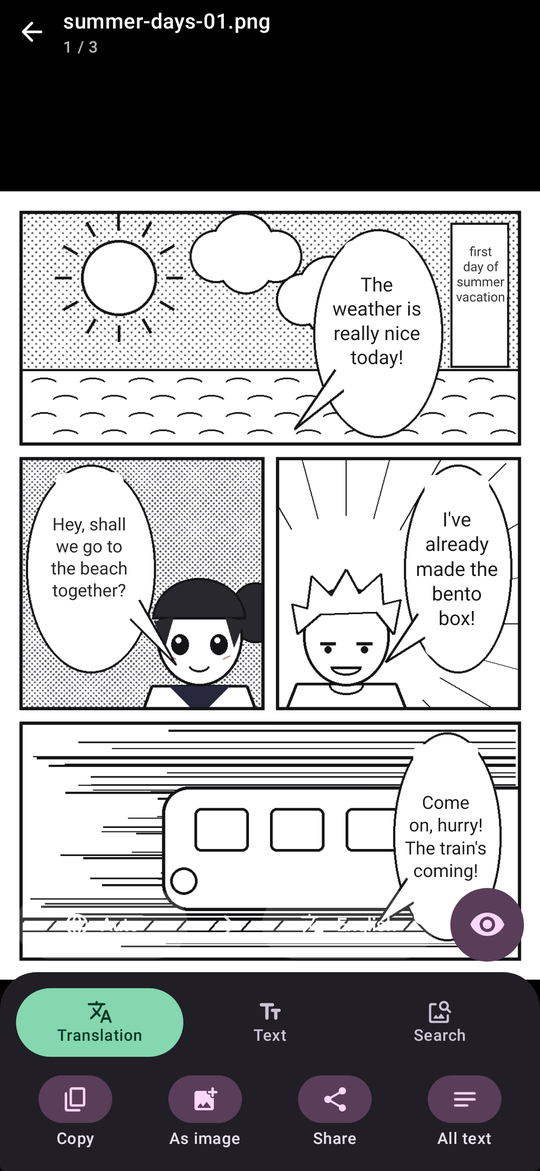 summer-days-01.png
1 / 3
The
weather is
really nice
today!
first
day of
summer
vacation
Hey, shall
we go to
the beach
together?
I've
already
made the
bento
box!
Come
on, hurry!
The train's
coming!
Auto
English
Translation
Text
Search
Copy
As image
Share
All text